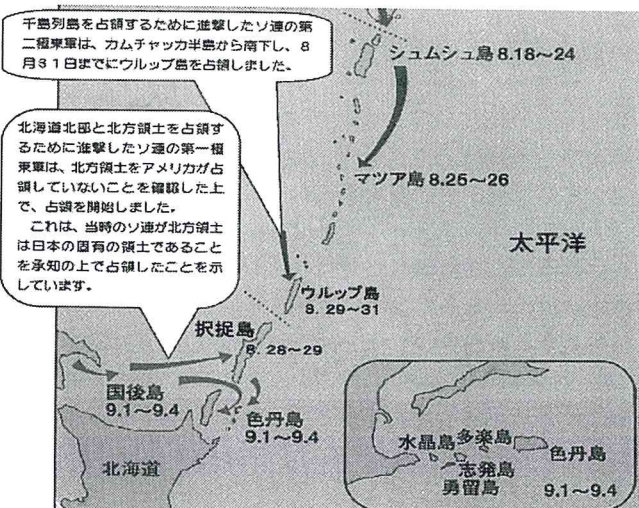 千島列島を占領するために進撃したソ連の第
二極東軍は、カムチャッカ半島から南下し、8
月31日までにウルップ島を占領しました。
シュムシュ島 8.18～24
北海道北部と北方領土を占領す
るために進撃したソ連の第一極
東軍は、北方領土をアメリカが占
領していないことを確認した上
で、占領を開始しました。
これは、当時のソ連が北方領土
は日本の固有の領土であること
を承知の上で占領したことを示
しています。
マツア島 8.25～26
太平洋
ウルップ島
8. 29～31
択捉島
8. 28～29
国後島
9.1～9.4
色丹島
9.1～9.4
北海道
水晶島
多楽島
色丹島
志発島
勇留島
9.1～9.4